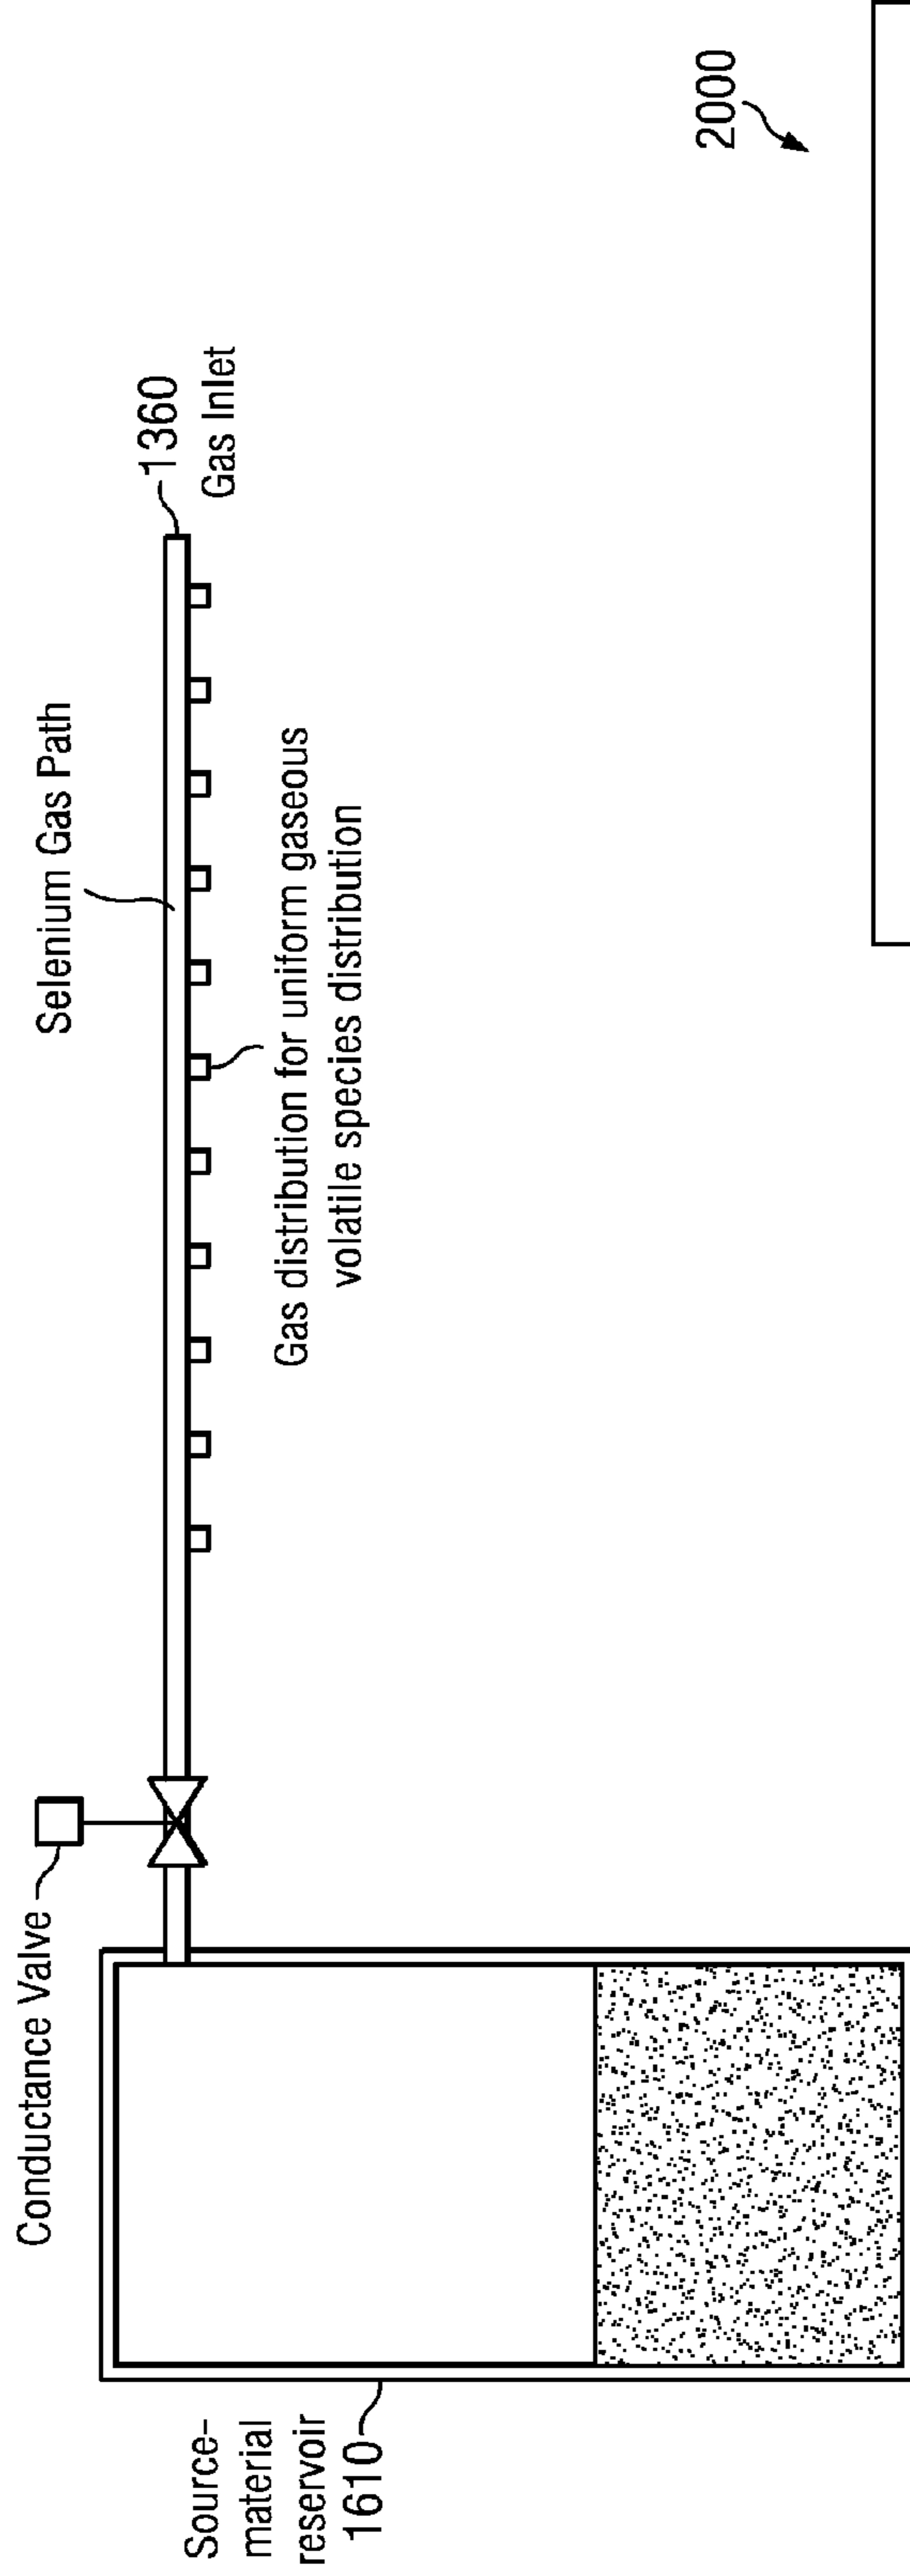 Conductance Valve
Selenium Gas Path
1360
Gas Inlet
Gas distribution for uniform gaseous
volatile species distribution
Source-
material
reservoir
1610
2000